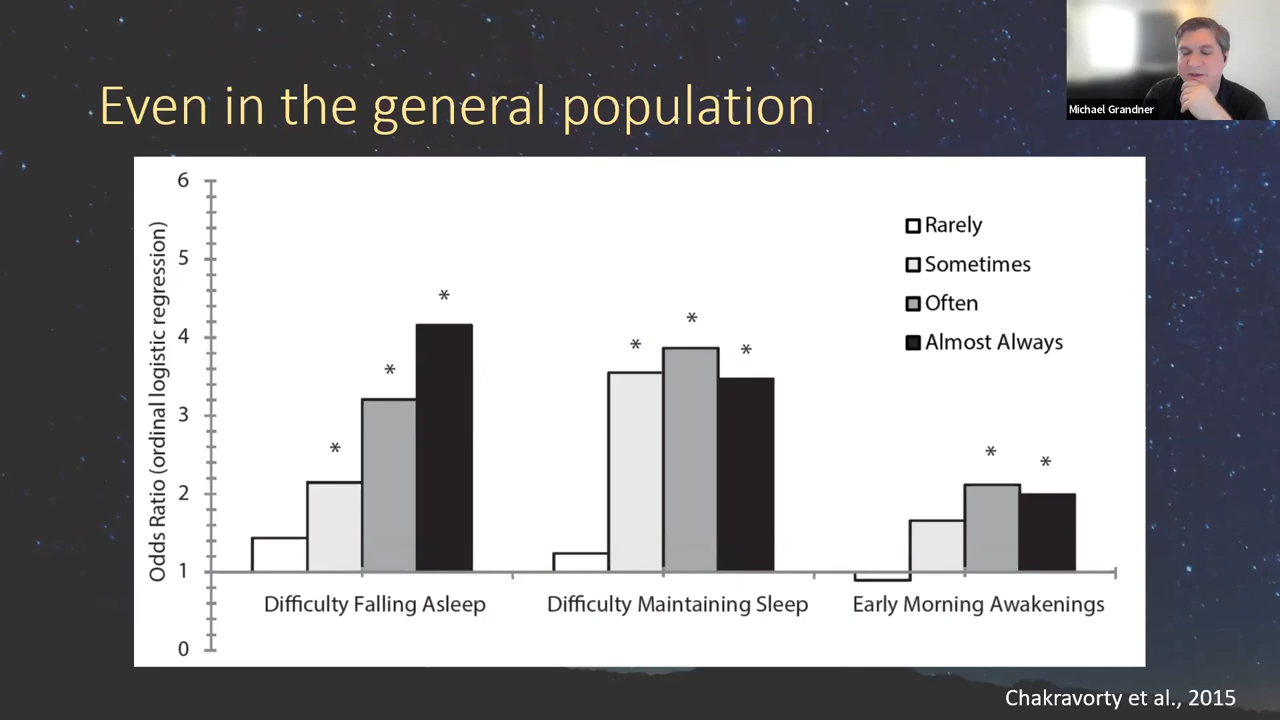 Michael Grandner
Even in the general population
Odds Ratio (ordinal logistic regression)
6
5
4
3
2
1
0
*
*
*
*
*
*
*
*
Rarely
Sometimes
Often
Almost Always
Difficulty Falling Asleep
Difficulty Maintaining Sleep
Early Morning Awakenings
Chakravorty et al., 2015